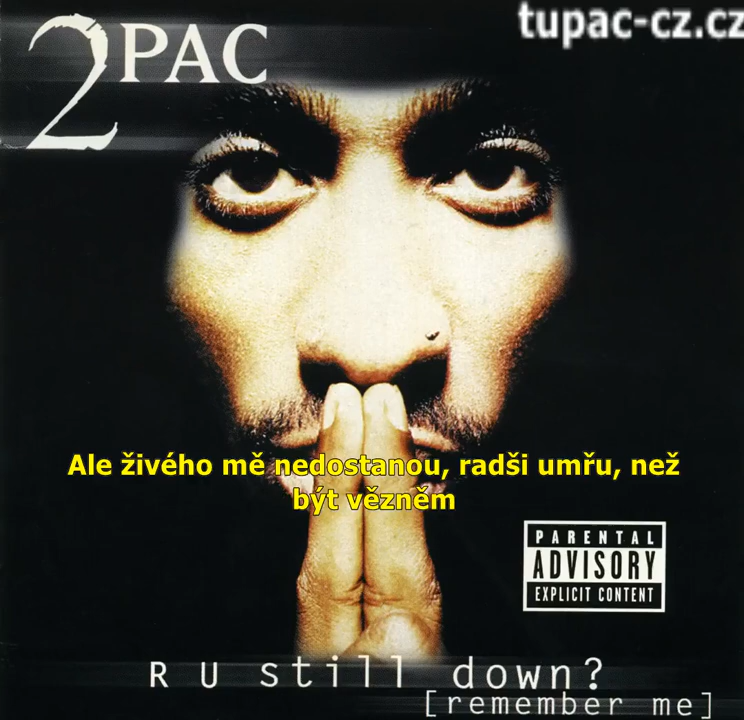 2PAC
tupac-cz.cz
Ale živého mě nedostanou, radši umřu, než
být vězněm
PARENTAL
ADVISORY
EXPLICIT CONTENT
R U still down?
[remember me]